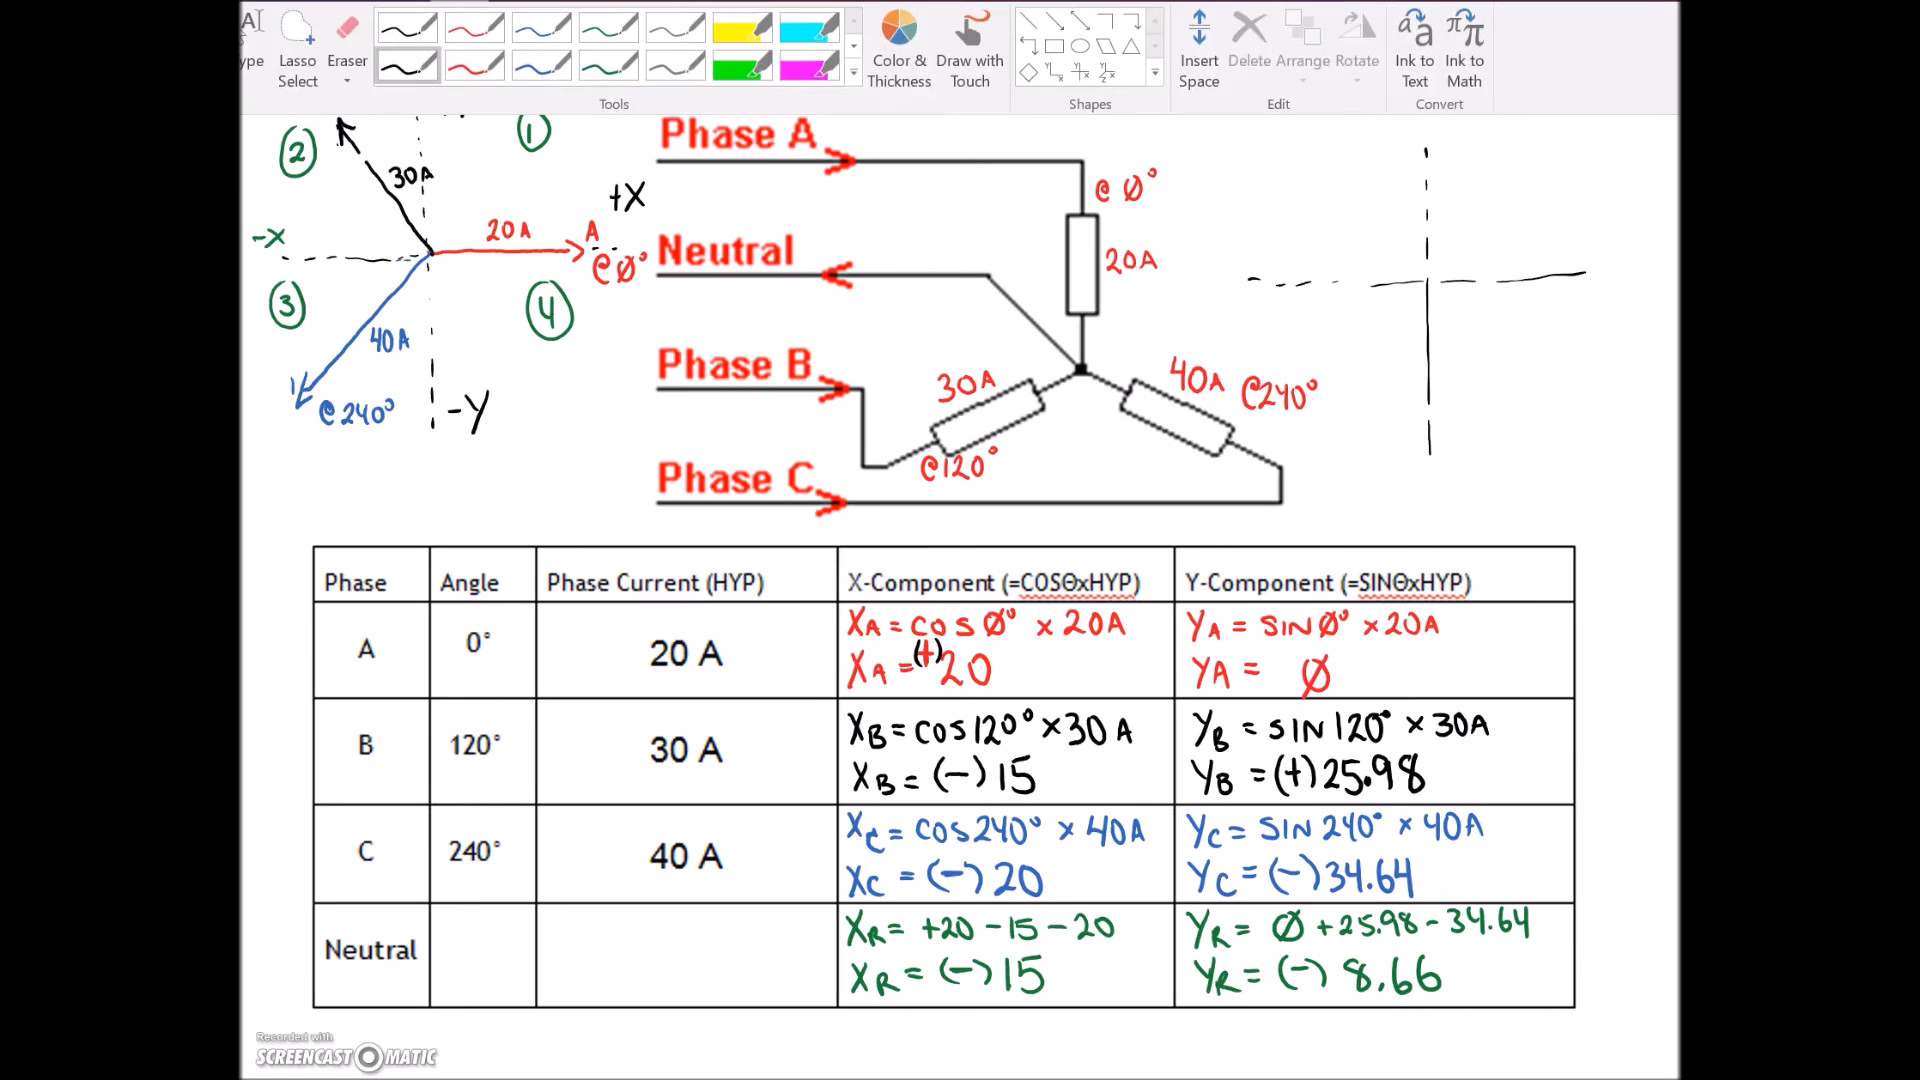 ype
Lasso
Select
Eraser
Color &
Thickness
Draw with
Touch
Insert
Space
Delete
Arrange
Rotate
Ink to
Text
Ink to
Math
Tools
Shapes
Edit
Convert
2
1
30A
+X
-X
20A
A
@ Ø°
3
4
40A
@ 240°
-Y
Phase A
@ Ø°
Neutral
20A
Phase B
30A
40A @240°
@120°
Phase C
Phase Angle Phase Current (HYP) X-Component (=COSΘxHYP) Y-Component (=SINΘxHYP)
A 0° 20 A
XA = COS Ø° x 20A
XA = (+) 20
YA = SIN Ø° x 20A
YA = Ø
B 120° 30 A
XB = COS 120° x 30 A
XB = (-) 15
YB = SIN 120° x 30A
YB = (+) 25.98
C 240° 40 A
XC = COS 240° x 40A
XC = (-) 20
YC = SIN 240° x 40A
YC = (-) 34.64
Neutral
XR = +20 -15 -20
XR = (-) 15
YR = Ø +25.98 - 34.64
YR = (-) 8.66
Recorded with
SCREENCAST MATIC